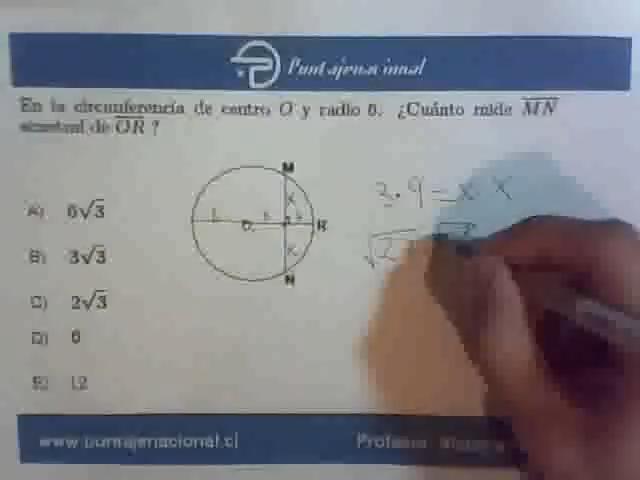 Puntajenacional
En la circunferencia de centro O y radio 6. ¿Cuánto mide MN
simetral de OR ?
A) 6√3
B) 3√3
C) 2√3
D) 6
E) 12
M
O
R
N
x
x
3·9=x·x
√2
www.puntajenacional.cl
Profesor